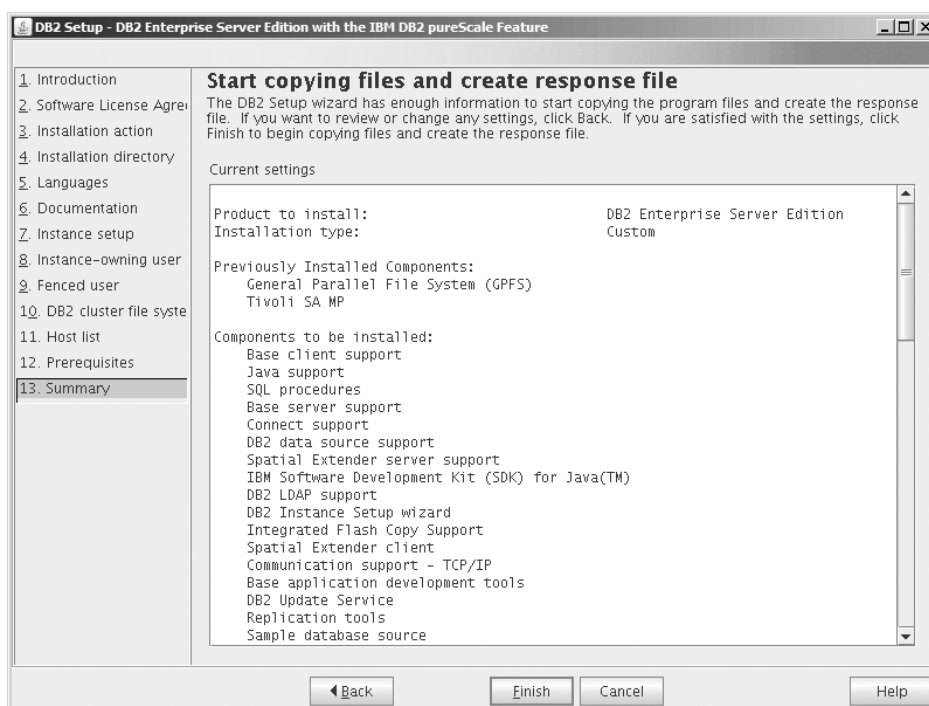 DB2 Setup - DB2 Enterprise Server Edition with the IBM DB2 pureScale Feature
1. Introduction
2. Software License Agre
3. Installation action
4. Installation directory
5. Languages
6. Documentation
7. Instance setup
8. Instance-owning user
9. Fenced user
10. DB2 cluster file syste
11. Host list
12. Prerequisites
13. Summary
Start copying files and create response file
The DB2 Setup wizard has enough information to start copying the program files and create the response
file. If you want to review or change any settings, click Back. If you are satisfied with the settings, click
Finish to begin copying files and create the response file.
Current settings
Product to install: DB2 Enterprise Server Edition
Installation type: Custom
Previously Installed Components:
General Parallel File System (GPFS)
Tivoli SA MP
Components to be installed:
Base client support
Java support
SQL procedures
Base server support
Connect support
DB2 data source support
Spatial Extender server support
IBM Software Development Kit (SDK) for Java(TM)
DB2 LDAP support
DB2 Instance Setup wizard
Integrated Flash Copy Support
Spatial Extender client
Communication support - TCP/IP
Base application development tools
DB2 Update Service
Replication tools
Sample database source
Back Finish Cancel Help